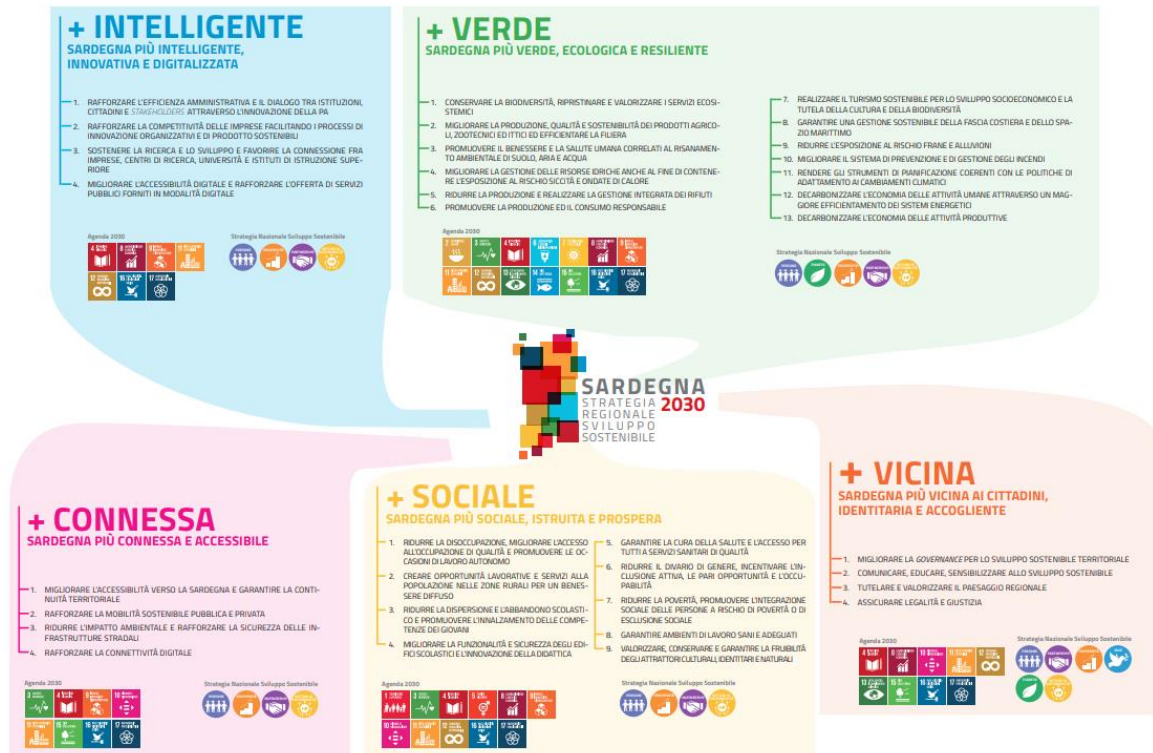 + INTELLIGENTE
SARDEGNA PIÙ INTELLIGENTE,
INNOVATIVA E DIGITALIZZATA
1. RAFFORZARE L'EFFICIENZA AMMINISTRATIVA E IL DIALOGO TRA ISTITUZIONI,
CITTADINI E STAKEHOLDERS ATTRAVERSO L'INNOVAZIONE DELLA PA
2. RAFFORZARE LA COMPETITIVITÀ DELLE IMPRESE FACILITANDO I PROCESSI DI
INNOVAZIONE ORGANIZZATIVI E DI PRODOTTO SOSTENIBILI
3. SOSTENERE LA RICERCA E LO SVILUPPO E FAVORIRE LA CONNESSIONE FRA
IMPRESE, CENTRI DI RICERCA, UNIVERSITÀ E ISTITUTI DI ISTRUZIONE SUPE-
RIORE
4. MIGLIORARE L'ACCESSIBILITÀ DIGITALE E RAFFORZARE L'OFFERTA DI SERVIZI
PUBBLICI FORNITI IN MODALITÀ DIGITALE
Agenda 2030
Strategia Nazionale Sviluppo Sostenibile
+ VERDE
SARDEGNA PIÙ VERDE, ECOLOGICA E RESILIENTE
1. CONSERVARE LA BIODIVERSITÀ, RIPRISTINARE E VALORIZZARE I SERVIZI ECOSI-
STEMICI
2. MIGLIORARE LA PRODUZIONE, QUALITÀ E SOSTENIBILITÀ DEI PRODOTTI AGRICO-
LI, ZOOTECNICI ED ITTICI ED EFFICIENTARE LA FILIERA
3. PROMUOVERE IL BENESSERE E LA SALUTE UMANA CORRELATI AL RISANAMEN-
TO AMBIENTALE DI SUOLO, ARIA E ACQUA
4. MIGLIORARE LA GESTIONE DELLE RISORSE IDRICHE ANCHE AL FINE DI CONTENE-
RE L'ESPOSIZIONE AL RISCHIO SICCITÀ E ONDATE DI CALORE
5. RIDURRE LA PRODUZIONE E REALIZZARE LA GESTIONE INTEGRATA DEI RIFIUTI
6. PROMUOVERE LA PRODUZIONE ED IL CONSUMO RESPONSABILE
7. REALIZZARE IL TURISMO SOSTENIBILE PER LO SVILUPPO SOCIOECONOMICO E LA
TUTELA DELLA CULTURA E DELLA BIODIVERSITÀ
8. GARANTIRE UNA GESTIONE SOSTENIBILE DELLA FASCIA COSTIERA E DELLO SPA-
ZIO MARITTIMO
9. RIDURRE L'ESPOSIZIONE AL RISCHIO FRANE E ALLUVIONI
10. MIGLIORARE IL SISTEMA DI PREVENZIONE E DI GESTIONE DEGLI INCENDI
11. RENDERE GLI STRUMENTI DI PIANIFICAZIONE COERENTI CON LE POLITICHE DI
ADATTAMENTO AI CAMBIAMENTI CLIMATICI
12. DECARBONIZZARE L'ECONOMIA DELLE ATTIVITÀ UMANE ATTRAVERSO UN MAG-
GIORE EFFICIENTAMENTO DEI SISTEMI ENERGETICI
13. DECARBONIZZARE L'ECONOMIA DELLE ATTIVITÀ PRODUTTIVE
Agenda 2030
Strategia Nazionale Sviluppo Sostenibile
SARDEGNA
STRATEGIA 2030
REGIONALE
SVILUPPO
SOSTENIBILE
+ CONNESSA
SARDEGNA PIÙ CONNESSA E ACCESSIBILE
1. MIGLIORARE L'ACCESSIBILITÀ VERSO LA SARDEGNA E GARANTIRE LA CONTI-
NUITÀ TERRITORIALE
2. RAFFORZARE LA MOBILITÀ SOSTENIBILE PUBBLICA E PRIVATA
3. RIDURRE L'IMPATTO AMBIENTALE E RAFFORZARE LA SICUREZZA DELLE IN-
FRASTRUTTURE STRADALI
4. RAFFORZARE LA CONNETTIVITÀ DIGITALE
Agenda 2030
Strategia Nazionale Sviluppo Sostenibile
+ SOCIALE
SARDEGNA PIÙ SOCIALE, ISTRUITA E PROSPERA
1. RIDURRE LA DISOCCUPAZIONE, MIGLIORARE L'ACCESSO
ALL'OCCUPAZIONE DI QUALITÀ E PROMUOVERE LE OC-
CASIONI DI LAVORO AUTONOMO
2. CREARE OPPORTUNITÀ LAVORATIVE E SERVIZI ALLA
POPOLAZIONE NELLE ZONE RURALI PER UN BENES-
SERE DIFFUSO
3. RIDURRE LA DISPERSIONE E L'ABBANDONO SCOLASTI-
CO E PROMUOVERE L'INNALZAMENTO DELLE COMPE-
TENZE DEI GIOVANI
4. MIGLIORARE LA FUNZIONALITÀ E SICUREZZA DEGLI EDI-
FICI SCOLASTICI E L'INNOVAZIONE DELLA DIDATTICA
5. GARANTIRE LA CURA DELLA SALUTE E L'ACCESSO PER
TUTTI A SERVIZI SANITARI DI QUALITÀ
6. RIDURRE IL DIVARIO DI GENERE, INCENTIVARE L'IN-
CLUSIONE ATTIVA, LE PARI OPPORTUNITÀ E L'OCCU-
PABILITÀ
7. RIDURRE LA POVERTÀ, PROMUOVERE L'INTEGRAZIONE
SOCIALE DELLE PERSONE A RISCHIO DI POVERTÀ O DI
ESCLUSIONE SOCIALE
8. GARANTIRE AMBIENTI DI LAVORO SANI E ADEGUATI
9. VALORIZZARE, CONSERVARE E GARANTIRE LA FRUIBILITÀ
DEGLI ATTRATTORI CULTURALI, IDENTITARI E NATURALI
Agenda 2030
Strategia Nazionale Sviluppo Sostenibile
+ VICINA
SARDEGNA PIÙ VICINA AI CITTADINI,
IDENTITARIA E ACCOGLIENTE
1. MIGLIORARE LA GOVERNANCE PER LO SVILUPPO SOSTENIBILE TERRITORIALE
2. COMUNICARE, EDUCARE, SENSIBILIZZARE ALLO SVILUPPO SOSTENIBILE
3. TUTELARE E VALORIZZARE IL PAESAGGIO REGIONALE
4. ASSICURARE LEGALITÀ E GIUSTIZIA
Agenda 2030
Strategia Nazionale Sviluppo Sostenibile